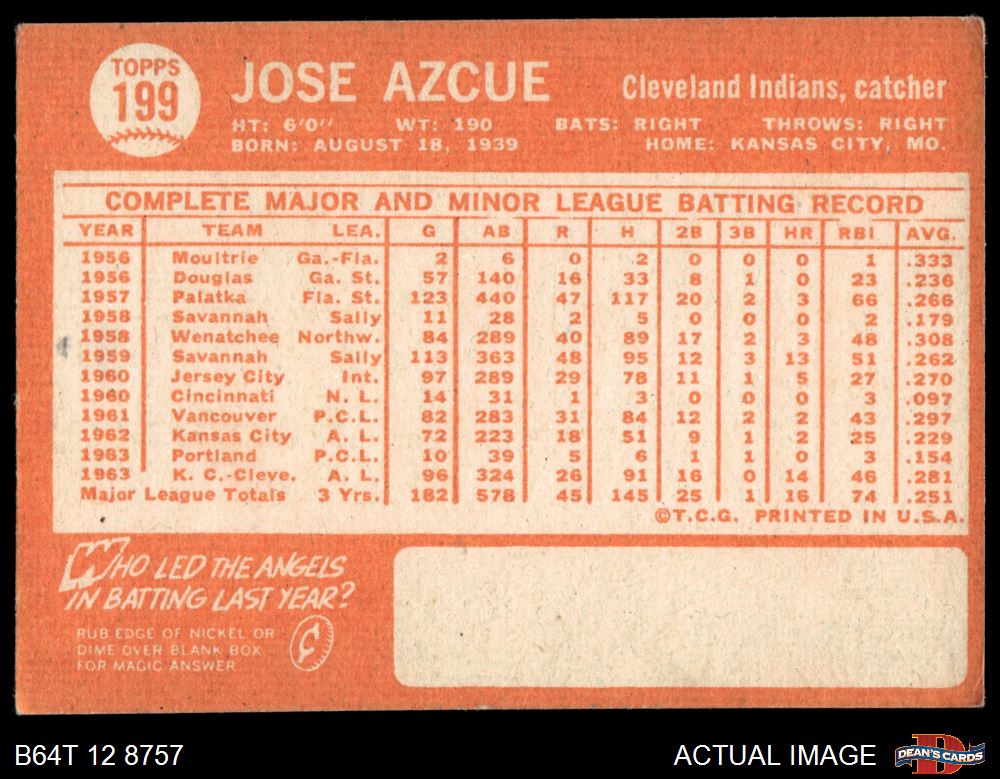 TOPPS
199
JOSE AZCUE
Cleveland Indians, catcher
HT: 6'0" WT: 190 BATS: RIGHT THROWS: RIGHT
BORN: AUGUST 18, 1939 HOME: KANSAS CITY, MO.
COMPLETE MAJOR AND MINOR LEAGUE BATTING RECORD
YEAR TEAM LEA. G AB R H 2B 3B HR RBI AVG.
1956 Moultrie Ga.-Fla. 2 6 0 2 0 0 0 1 .333
1956 Douglas Ga. St. 57 140 16 33 8 1 0 23 .236
1957 Palatka Fla. St. 123 440 47 117 20 2 3 66 .266
1958 Savannah Sally 11 28 2 5 0 0 0 2 .179
1958 Wenatchee Northw. 84 289 40 89 17 2 3 48 .308
1959 Savannah Sally 113 363 48 95 12 3 13 51 .262
1960 Jersey City Int. 97 289 29 78 11 1 5 27 .270
1960 Cincinnati N. L. 14 31 1 3 0 0 0 3 .097
1961 Vancouver P.C.L. 82 283 31 84 12 2 2 43 .297
1962 Kansas City A. L. 72 223 18 51 9 1 2 25 .229
1963 Portland P.C.L. 10 39 5 6 1 1 0 3 .154
1963 K. C.-Cleve. A. L. 96 324 26 91 16 0 14 46 .281
Major League Totals 3 Yrs. 182 578 45 145 25 1 16 74 .251
©T.C.G. PRINTED IN U.S.A.
WHO LED THE ANGELS
IN BATTING LAST YEAR?
RUB EDGE OF NICKEL OR
DIME OVER BLANK BOX
FOR MAGIC ANSWER
B64T 12 8757
ACTUAL IMAGE
DEAN'S CARDS